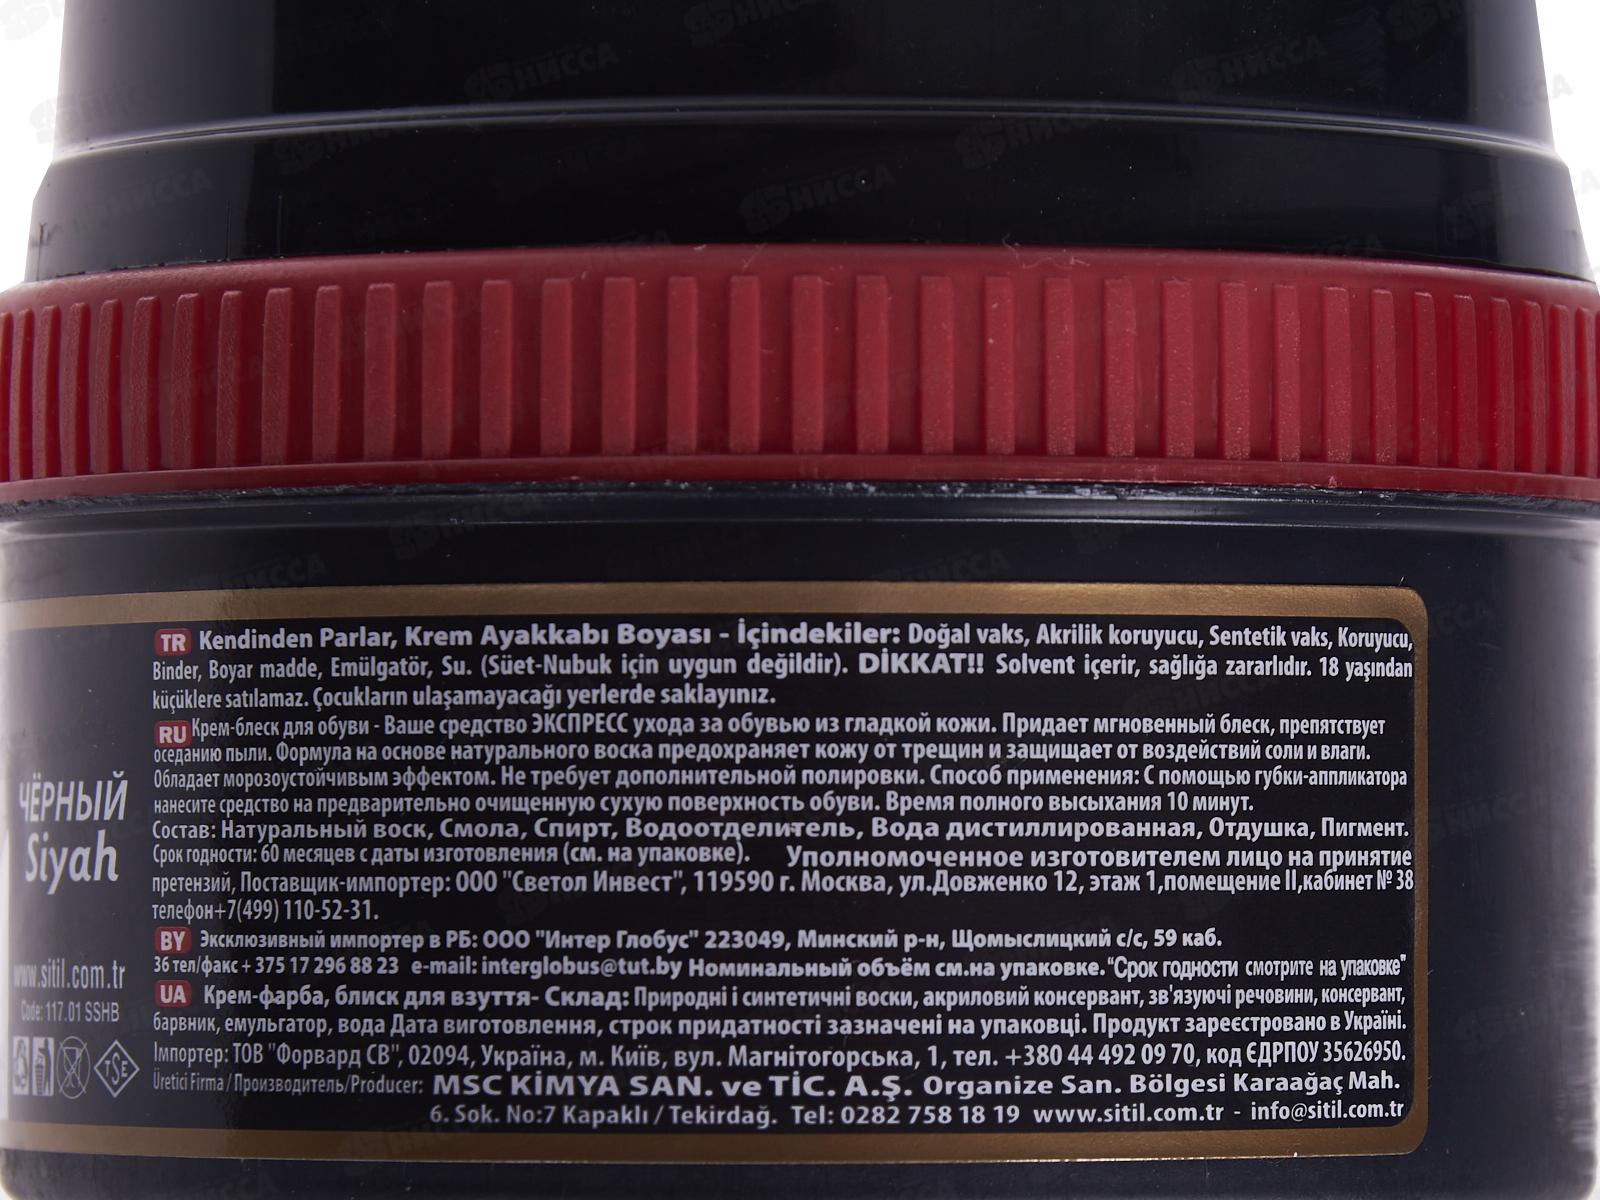 TR Kendinden Parlar, Krem Ayakkabı Boyası - İçindekiler: Doğal vaks, Akrilik koruyucu, Sentetik vaks, Koruyucu,
Binder, Boyar madde, Emülgatör, Su. (Süet-Nubuk için uygun değildir). DİKKAT!! Solvent içerir, sağlığa zararlıdır. 18 yaşından
küçüklere satılamaz. Çocukların ulaşamayacağı yerlerde saklayınız.
RU Крем-блеск для обуви - Ваше средство ЭКСПРЕСС ухода за обувью из гладкой кожи. Придает мгновенный блеск, препятствует
оседанию пыли. Формула на основе натурального воска предохраняет кожу от трещин и защищает от воздействий соли и влаги.
Обладает морозоустойчивым эффектом. Не требует дополнительной полировки. Способ применения: С помощью губки-аппликатора
нанесите средство на предварительно очищенную сухую поверхность обуви. Время полного высыхания 10 минут.
Состав: Натуральный воск, Смола, Спирт, Водоотделитель, Вода дистиллированная, Отдушка, Пигмент.
Срок годности: 60 месяцев с даты изготовления (см. на упаковке). Уполномоченное изготовителем лицо на принятие
претензий, Поставщик-импортер: ООО "Светол Инвест", 119590 г. Москва, ул.Довженко 12, этаж 1,помещение II,кабинет № 38
телефон+7(499) 110-52-31.
BY Эксклюзивный импортер в РБ: ООО "Интер Глобус" 223049, Минский р-н, Щомыслицкий с/с, 59 каб.
36 тел/факс + 375 17 296 88 23 e-mail: interglobus@tut.by Номинальный объём см.на упаковке."Срок годности смотрите на упаковке"
UA Крем-фарба, блиск для взуття- Склад: Природні і синтетичні воски, акриловий консервант, зв'язуючі речовини, консервант,
барвник, емульгатор, вода Дата виготовлення, строк придатності зазначені на упаковці. Продукт зареєстровано в Україні.
Імпортер: ТОВ "Форвард СВ", 02094, Україна, м. Київ, вул. Магнітогорська, 1, тел. +380 44 492 09 70, код ЄДРПОУ 35626950.
Üretici Firma / Производитель/Producer: MSC KİMYA SAN. ve TİC. A.Ş. Organize San. Bölgesi Karaağaç Mah.
6. Sok. No:7 Kapaklı / Tekirdağ. Tel: 0282 758 18 19 www.sitil.com.tr - info@sitil.com.tr
ЧЁРНЫЙ
Siyah
www.sitil.com.tr
Code: 117.01 SSHB
TSE